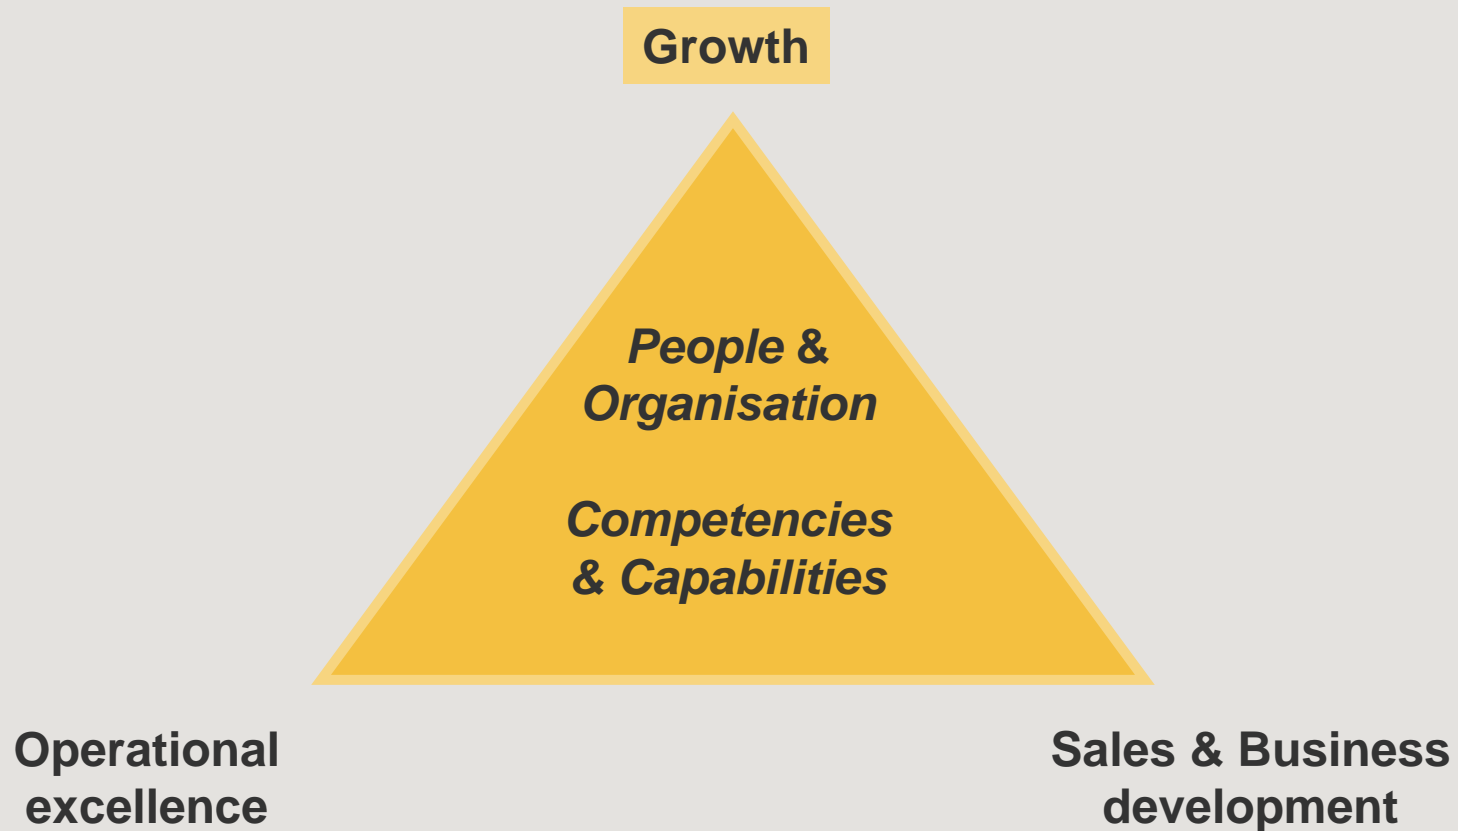 Growth
People &
Organisation
Competencies
& Capabilities
Operational
excellence
Sales & Business
development